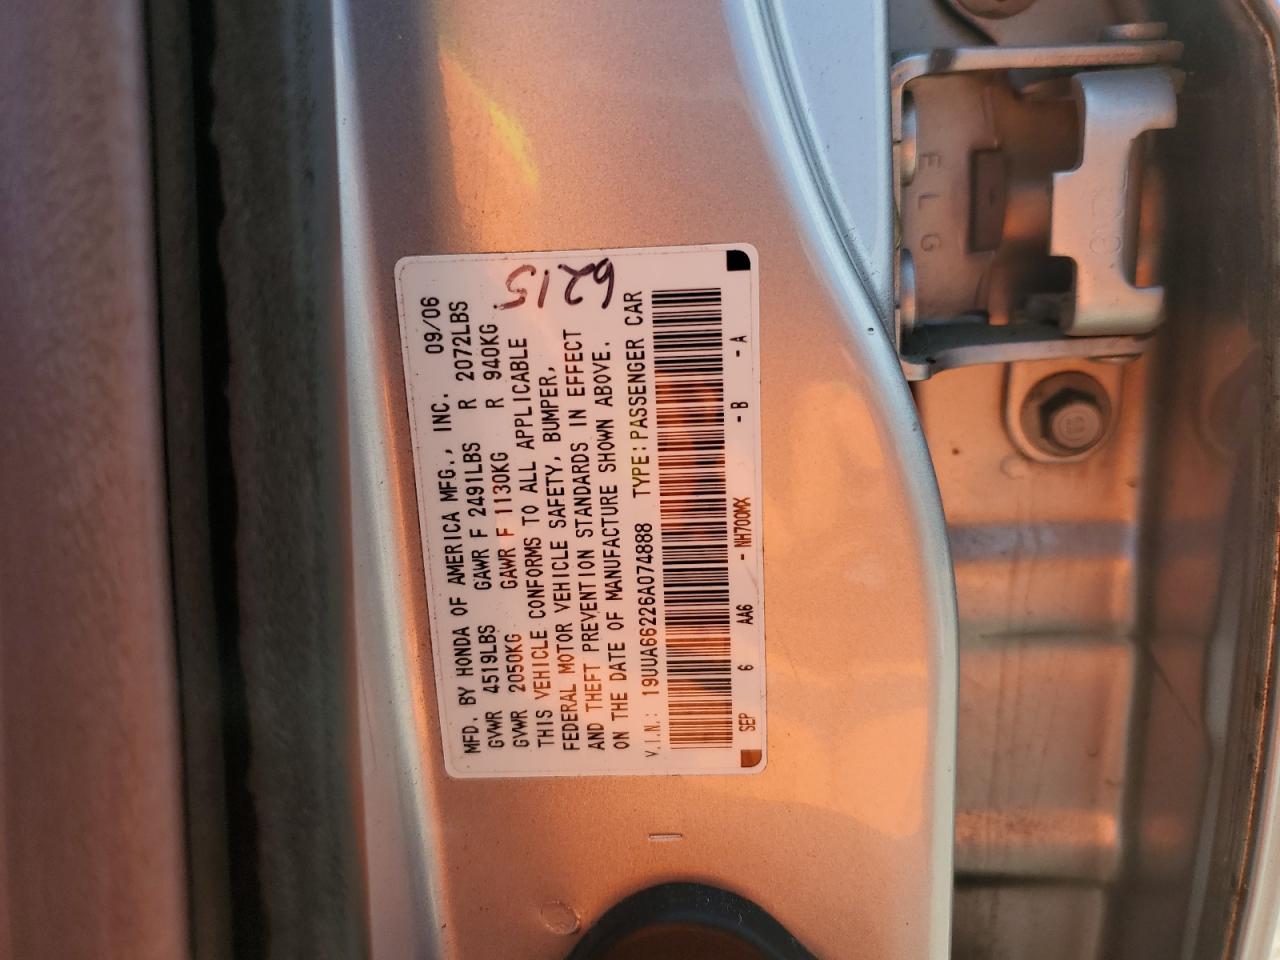 MFD. BY HONDA OF AMERICA MFG., INC. 09/06
GVWR 4519LBS GAWR F 2491LBS R 2072LBS
GVWR 2050KG GAWR F 1130KG R 940KG
THIS VEHICLE CONFORMS TO ALL APPLICABLE
FEDERAL MOTOR VEHICLE SAFETY, BUMPER,
AND THEFT PREVENTION STANDARDS IN EFFECT
ON THE DATE OF MANUFACTURE SHOWN ABOVE.
V.I.N.: 19UUA66226A074888 TYPE:PASSENGER CAR
SEP 6 AA6 - NH700MX - B - A
6215
E L G